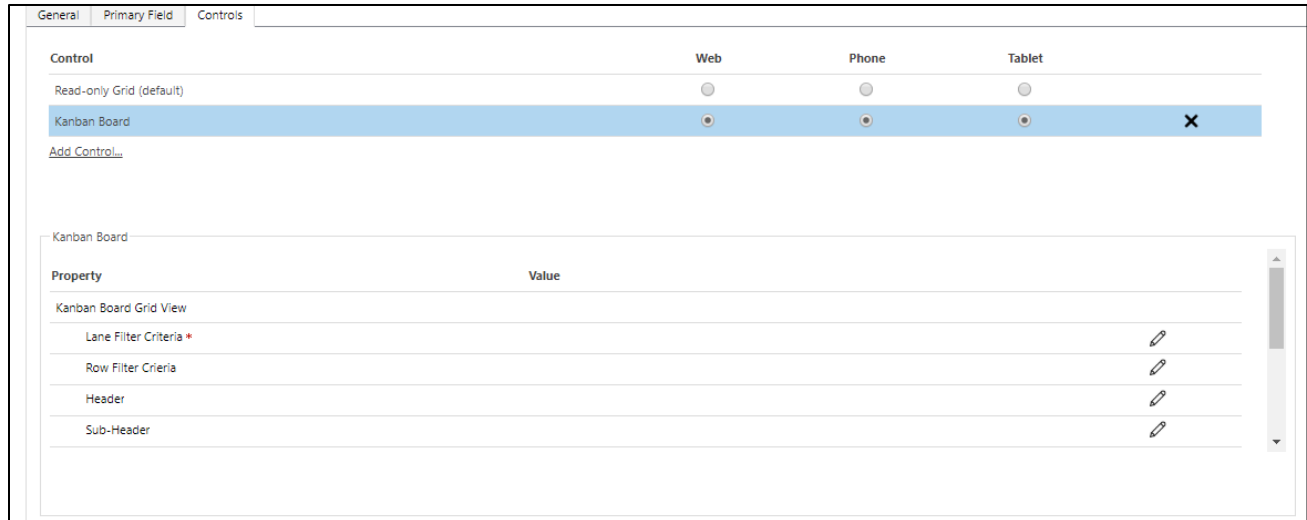 General Primary Field Controls
Control Web Phone Tablet
Read-only Grid (default)
Kanban Board
Add Control...
Kanban Board
Property Value
Kanban Board Grid View
Lane Filter Criteria *
Row Filter Crieria
Header
Sub-Header